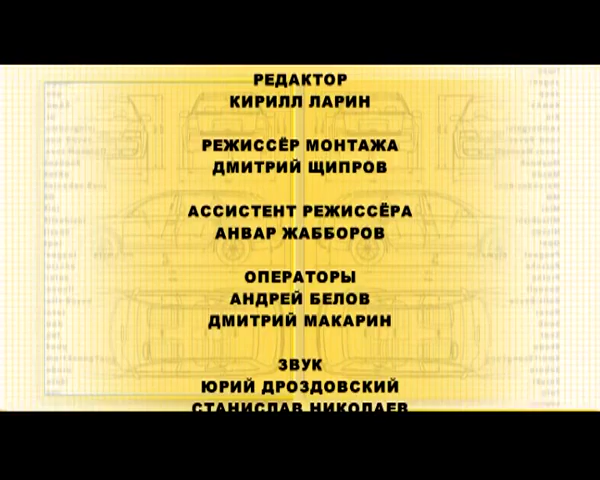 РЕДАКТОР
КИРИЛЛ ЛАРИН
РЕЖИССЁР МОНТАЖА
ДМИТРИЙ ЩИПРОВ
АССИСТЕНТ РЕЖИССЁРА
АНВАР ЖАББОРОВ
ОПЕРАТОРЫ
АНДРЕЙ БЕЛОВ
ДМИТРИЙ МАКАРИН
ЗВУК
ЮРИЙ ДРОЗДОВСКИЙ
СТАНИСЛАВ НИКОЛАЕВ